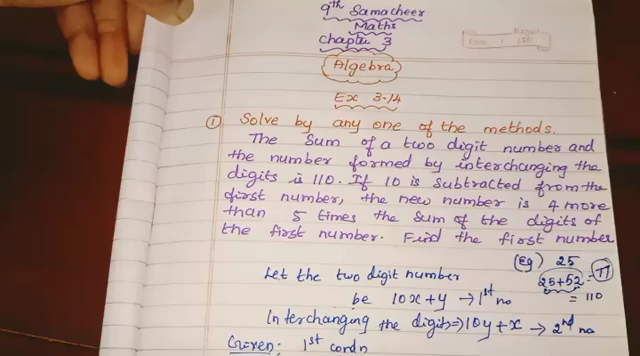 9th Samacheer
Maths
Chapter 3
Algebra
Ex 3.14
① Solve by any one of the methods.
The Sum of a two digit number and
the number formed by interchanging the
digits is 110. If 10 is subtracted from the
first number, the new number is 4 more
than 5 times the sum of the digits of
the first number. Find the first number
(Eg) 25
25+52 = 77
= 110
Let the two digit number
be 10x+y → 1st no
Interchanging the digits ⇒ 10y+x → 2nd no
Given: 1st condn